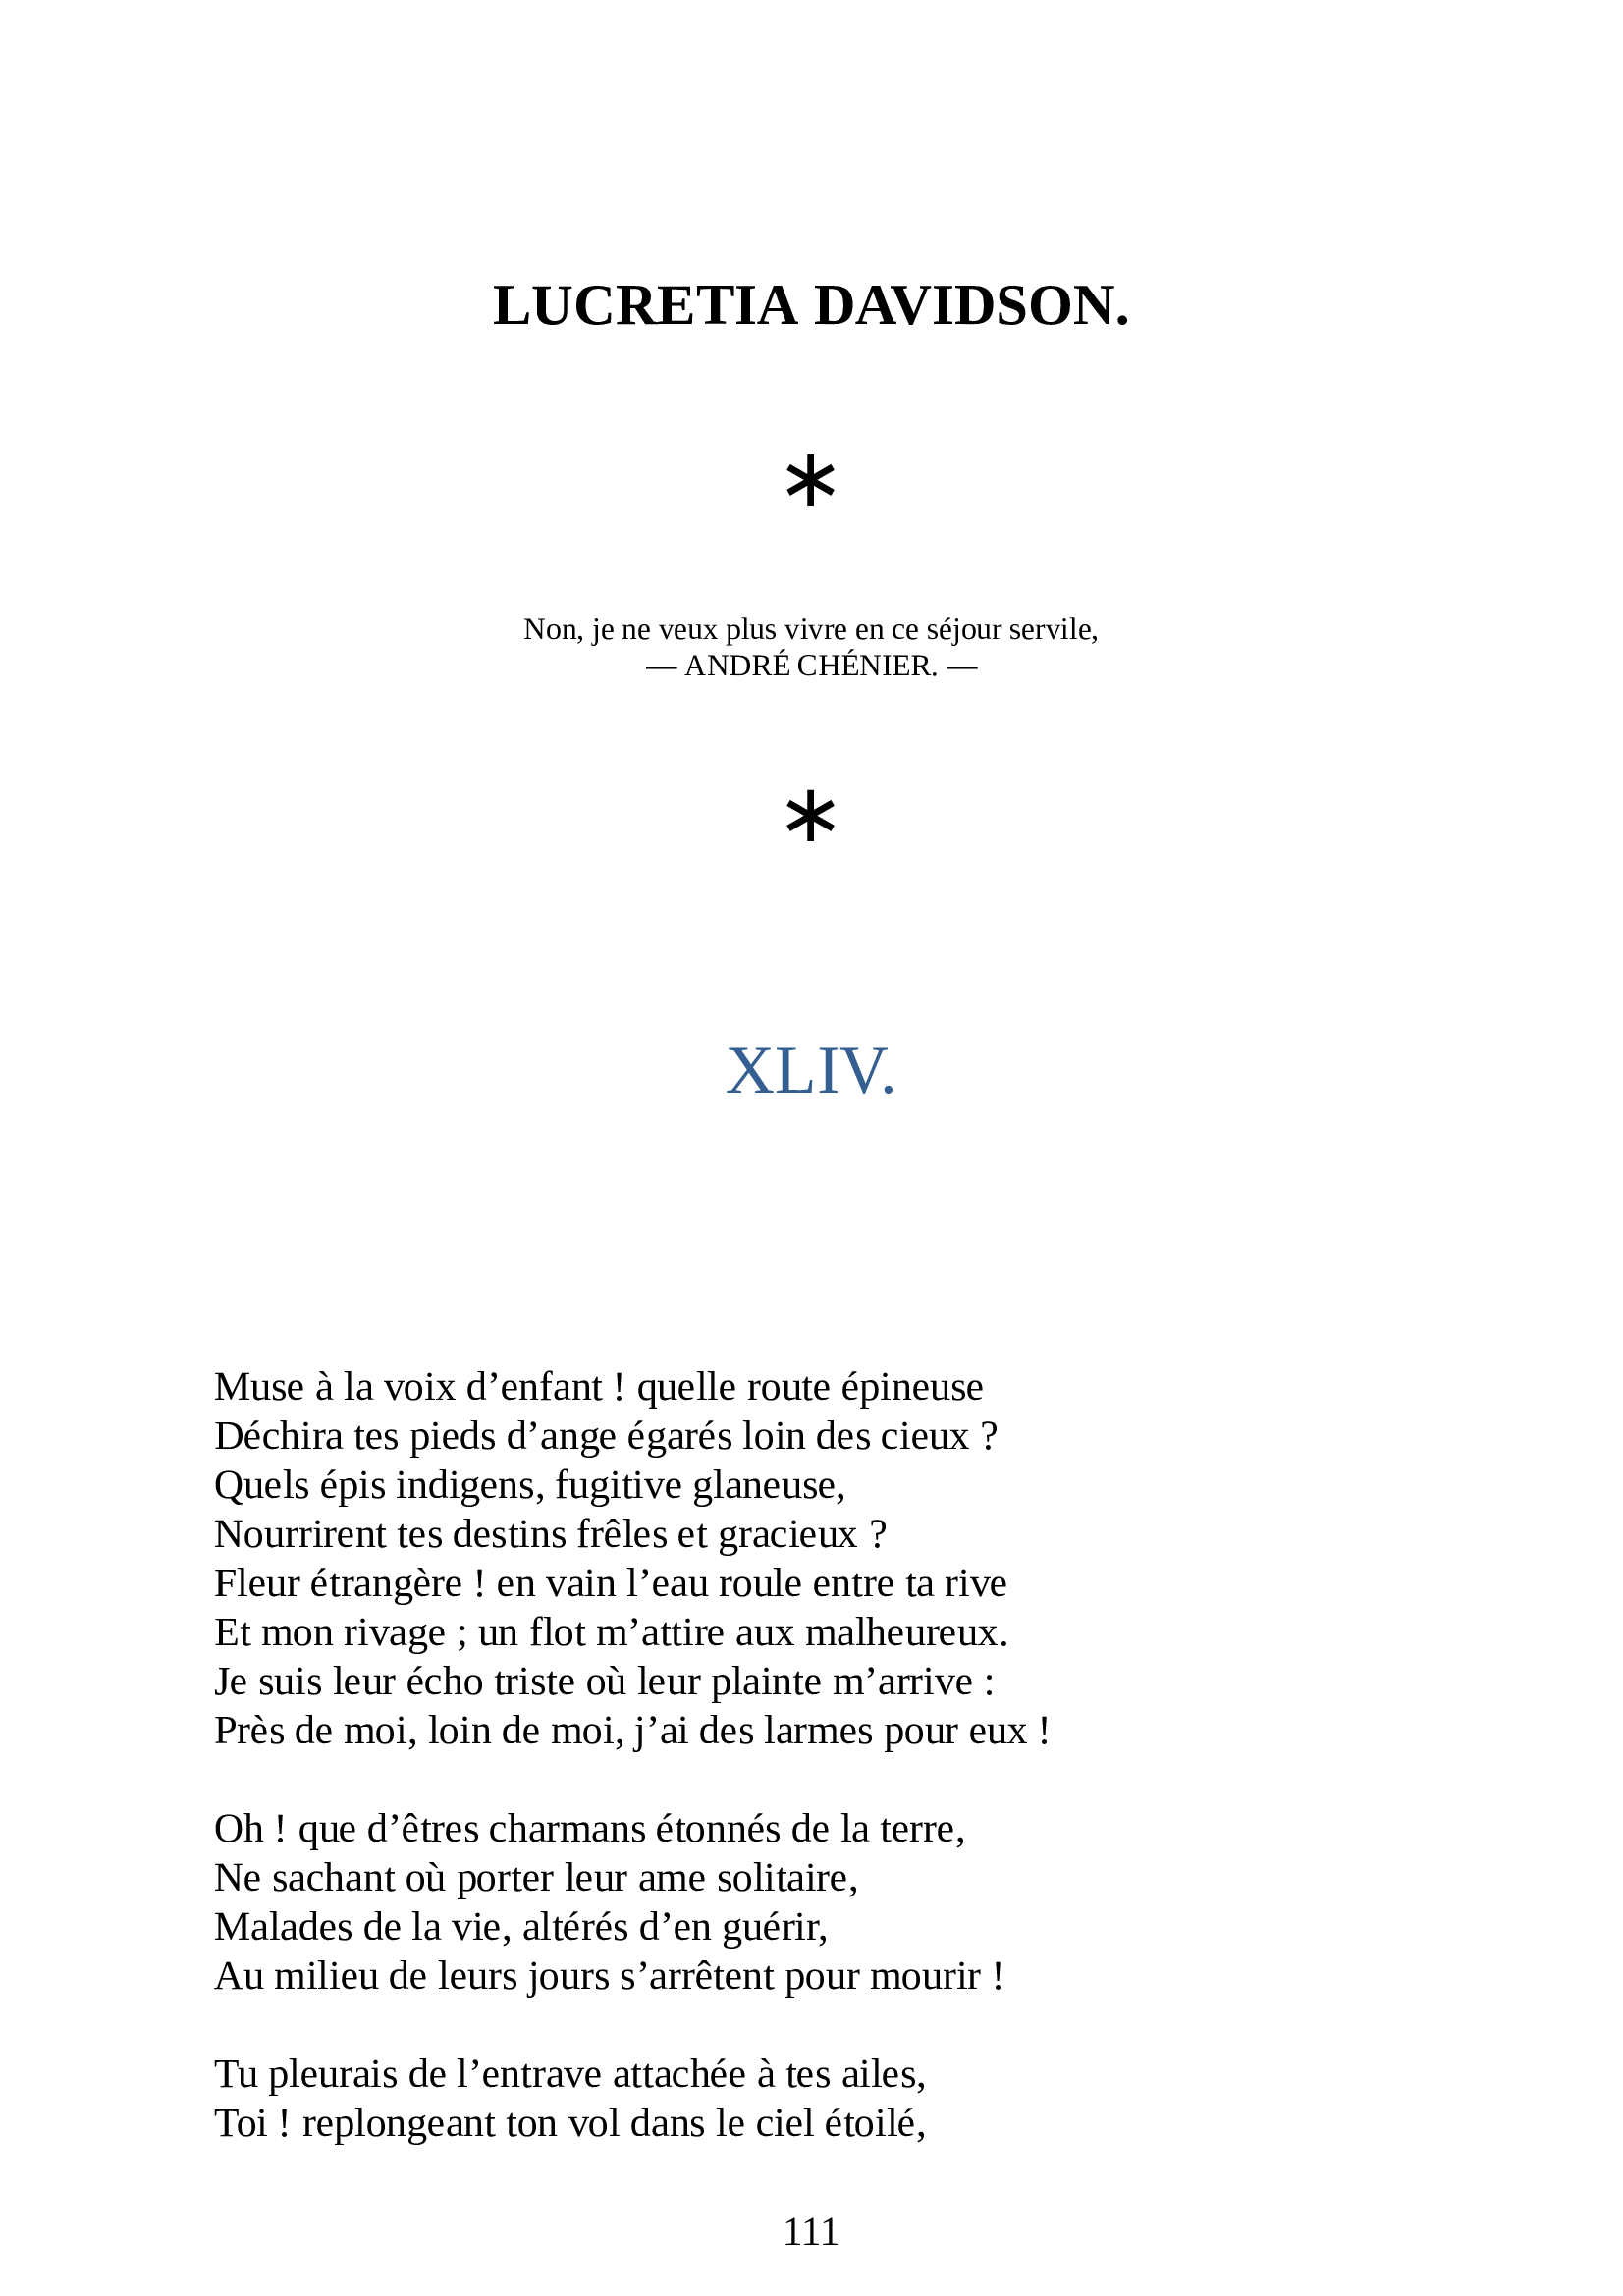 LUCRETIA DAVIDSON.
*
Non, je ne veux plus vivre en ce séjour servile,
— ANDRÉ CHÉNIER. —
*
XLIV.
Muse à la voix d’enfant ! quelle route épineuse
Déchira tes pieds d’ange égarés loin des cieux ?
Quels épis indigens, fugitive glaneuse,
Nourrirent tes destins frêles et gracieux ?
Fleur étrangère ! en vain l’eau roule entre ta rive
Et mon rivage ; un flot m’attire aux malheureux.
Je suis leur écho triste où leur plainte m’arrive :
Près de moi, loin de moi, j’ai des larmes pour eux !
Oh ! que d’êtres charmans étonnés de la terre,
Ne sachant où porter leur ame solitaire,
Malades de la vie, altérés d’en guérir,
Au milieu de leurs jours s’arrêtent pour mourir !
Tu pleurais de l’entrave attachée à tes ailes,
Toi ! replongeant ton vol dans le ciel étoilé,
111